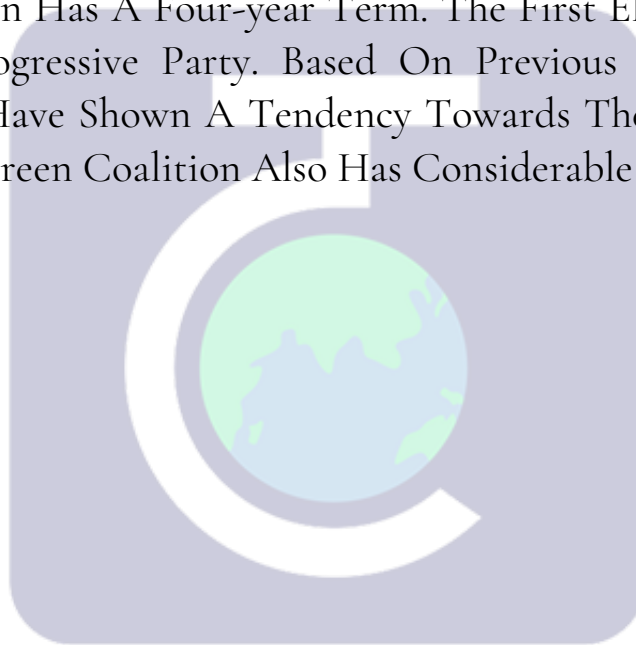 n Has A Four-year Term. The First El
ogressive Party. Based On Previous
Have Shown A Tendency Towards The
reen Coalition Also Has Considerable